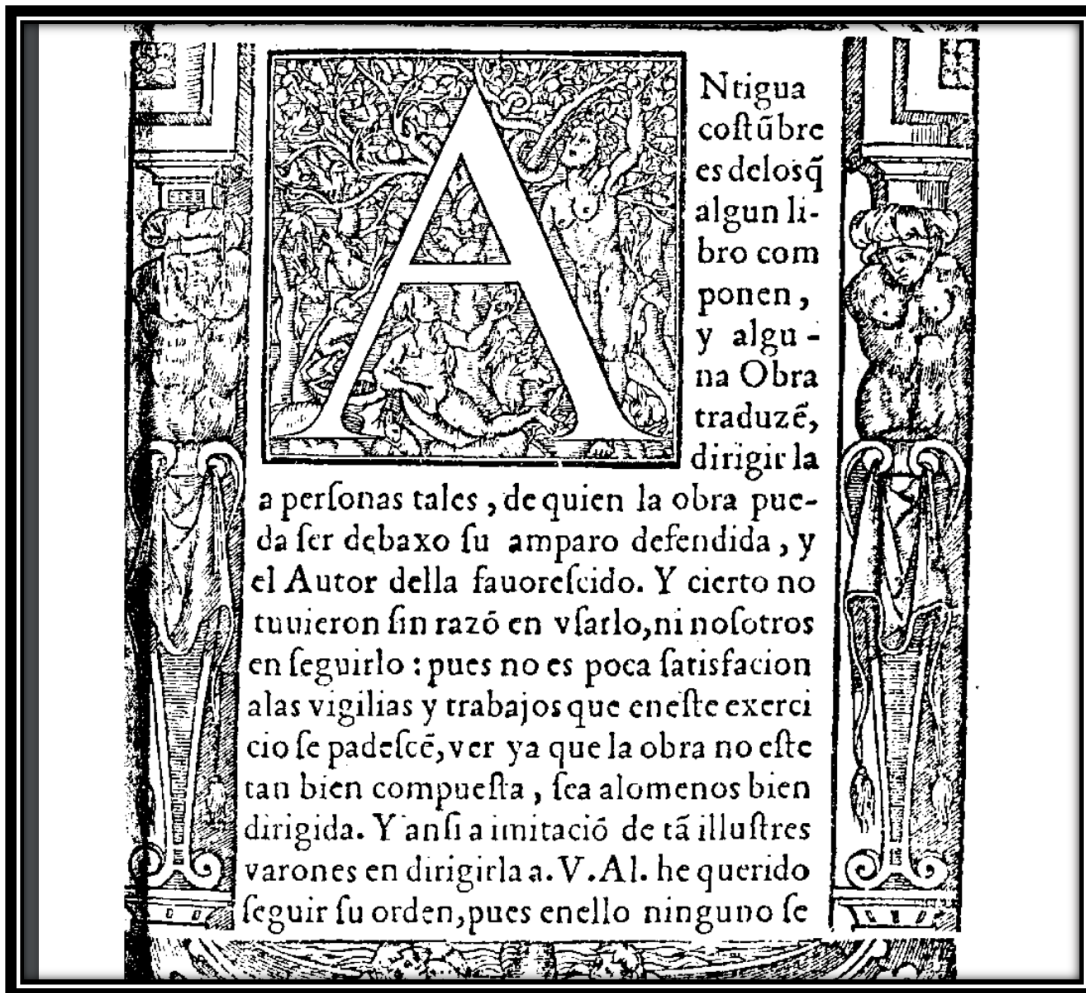 ANtigua
coſtũbre
es delosq̃
algun li-
bro com
ponen,
y algu-
na Obra
traduzẽ,
dirigir la
a perſonas tales, de quien la obra pue-
da ſer debaxo ſu amparo defendida, y
el Autor della fauoreſcido. Y cierto no
tuuieron ſin razõ en vſarlo, ni noſotros
en ſeguirlo: pues no es poca ſatisfacion
alas vigilias y trabajos que eneſte exerci
cio ſe padeſcẽ, ver ya que la obra no eſte
tan bien compueſta, ſea alomenos bien
dirigida. Y anſi a imitaciõ de tã illuſtres
varones en dirigirla a. V. Al. he querido
ſeguir ſu orden, pues enello ninguno ſe